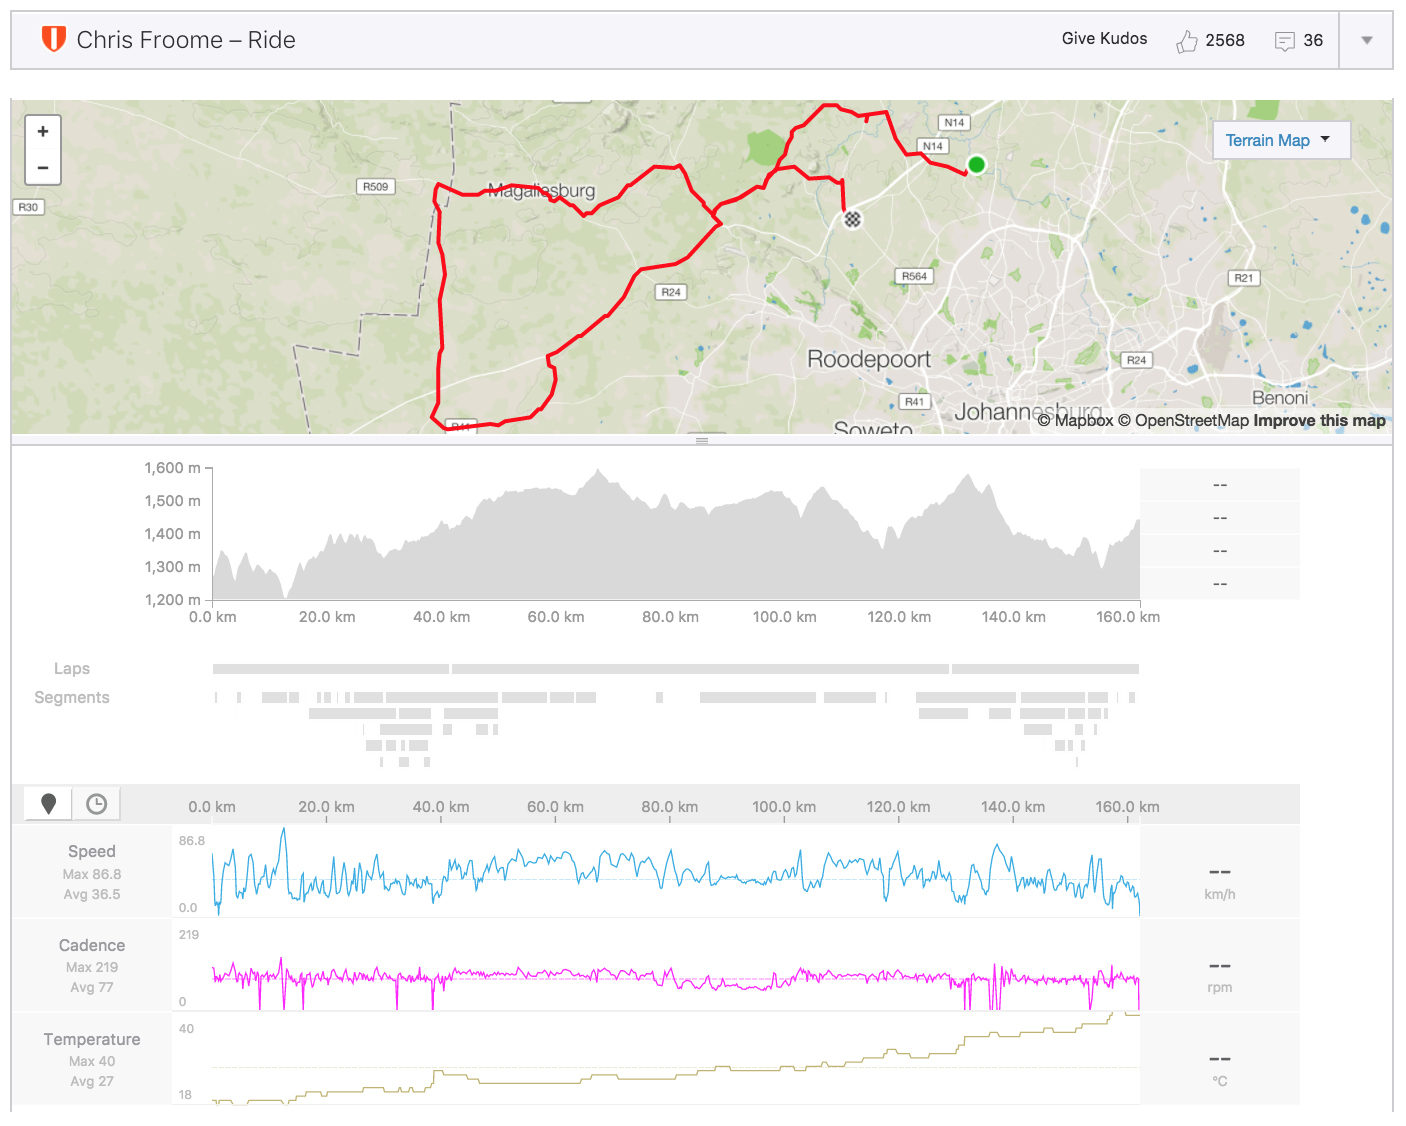 Chris Froome – Ride
Give Kudos 2568 36
+
−
Terrain Map
N14
N14
R509
Magaliesburg
R30
R564
R21
R24
Roodepoort
R24
R41
Johannesburg
Benoni
R41
Soweto
© Mapbox © OpenStreetMap Improve this map
1,600 m
--
1,500 m
--
1,400 m
--
1,300 m
--
1,200 m
0.0 km 20.0 km 40.0 km 60.0 km 80.0 km 100.0 km 120.0 km 140.0 km 160.0 km
Laps
Segments
0.0 km 20.0 km 40.0 km 60.0 km 80.0 km 100.0 km 120.0 km 140.0 km 160.0 km
Speed
Max 86.8
Avg 36.5
86.8
0.0
--
km/h
Cadence
Max 219
Avg 77
219
0
--
rpm
Temperature
Max 40
Avg 27
40
18
--
°C